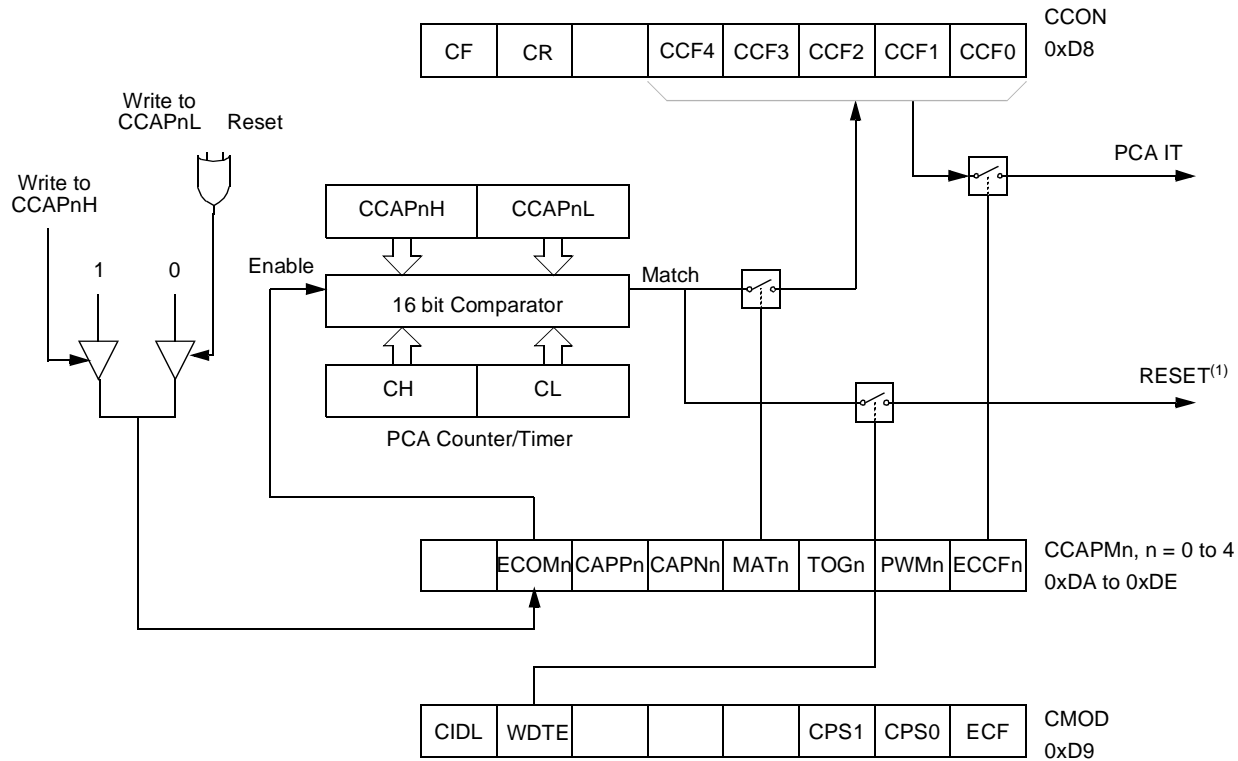 CCON
CF CR CCF4 CCF3 CCF2 CCF1 CCF0
0xD8
Write to
CCAPnL Reset
PCA IT
Write to
CCAPnH
CCAPnH CCAPnL
1 0 Enable
Match
16 bit Comparator
RESET(1)
CH CL
PCA Counter/Timer
ECOMn CAPPn CAPNn MATn TOGn PWMn ECCFn
CCAPMn, n = 0 to 4
0xDA to 0xDE
CIDL WDTE CPS1 CPS0 ECF
CMOD
0xD9